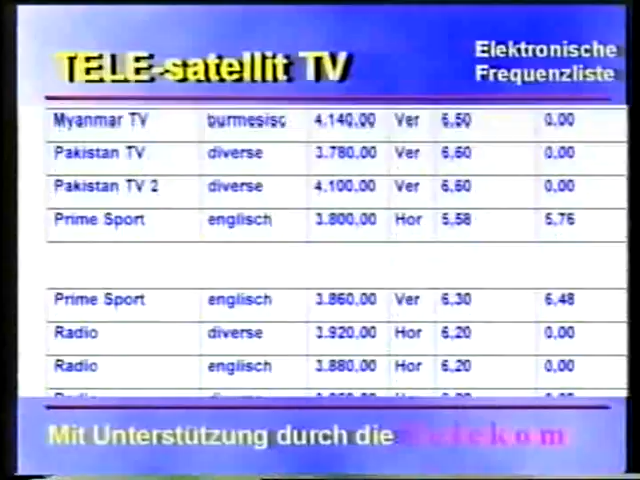 TELE-satellit TV
Elektronische
Frequenzliste
Myanmar TV burmesisc 4.140,00 Ver 6,50 0,00
Pakistan TV diverse 3.780,00 Ver 6,60 0,00
Pakistan TV 2 diverse 4.100,00 Ver 6,60 0,00
Prime Sport englisch 3.800,00 Hor 5,58 5,76
Prime Sport englisch 3.860,00 Ver 6,30 6,48
Radio diverse 3.920,00 Hor 6,20 0,00
Radio englisch 3.880,00 Hor 6,20 0,00
Mit Unterstützung durch die Telekom